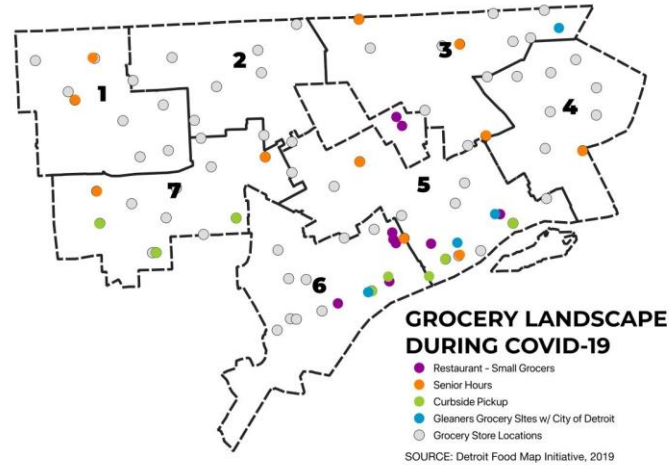 2
3
1
4
7
5
6
GROCERY LANDSCAPE
DURING COVID-19
Restaurant - Small Grocers
Senior Hours
Curbside Pickup
Gleaners Grocery SItes w/ City of Detroit
Grocery Store Locations
SOURCE: Detroit Food Map Initiative, 2019